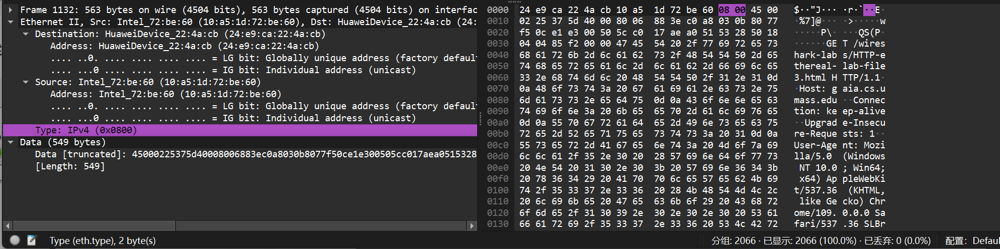 Frame 1132: 563 bytes on wire (4504 bits), 563 bytes captured (4504 bits) on interfac
Ethernet II, Src: Intel_72:be:60 (10:a5:1d:72:be:60), Dst: HuaweiDevice_22:4a:cb (24:
Destination: HuaweiDevice_22:4a:cb (24:e9:ca:22:4a:cb)
Address: HuaweiDevice_22:4a:cb (24:e9:ca:22:4a:cb)
.... ..0. .... .... .... .... = LG bit: Globally unique address (factory default
.... ...0 .... .... .... .... = IG bit: Individual address (unicast)
Source: Intel_72:be:60 (10:a5:1d:72:be:60)
Address: Intel_72:be:60 (10:a5:1d:72:be:60)
.... ..0. .... .... .... .... = LG bit: Globally unique address (factory default
.... ...0 .... .... .... .... = IG bit: Individual address (unicast)
Type: IPv4 (0x0800)
Data (549 bytes)
Data [truncated]: 45000225375d40008006883ec0a8030b8077f50ce1e300505cc017aea0515328
[Length: 549]
0000 24 e9 ca 22 4a cb 10 a5 1d 72 be 60 08 00 45 00 $··"J··· ·r·`··E·
0010 02 25 37 5d 40 00 80 06 88 3e c0 a8 03 0b 80 77 ·%7]@··· ·>·····w
0020 f5 0c e1 e3 00 50 5c c0 17 ae a0 51 53 28 50 18 ·····P\· ···QS(P·
0030 04 04 85 f2 00 00 47 45 54 20 2f 77 69 72 65 73 ······GE T /wires
0040 68 61 72 6b 2d 6c 61 62 73 2f 48 54 54 50 2d 65 hark-lab s/HTTP-e
0050 74 68 65 72 65 61 6c 2d 6c 61 62 2d 66 69 6c 65 thereal- lab-file
0060 33 2e 68 74 6d 6c 20 48 54 54 50 2f 31 2e 31 0d 3.html H TTP/1.1·
0070 0a 48 6f 73 74 3a 20 67 61 69 61 2e 63 73 2e 75 ·Host: g aia.cs.u
0080 6d 61 73 73 2e 65 64 75 0d 0a 43 6f 6e 6e 65 63 mass.edu ··Connec
0090 74 69 6f 6e 3a 20 6b 65 65 70 2d 61 6c 69 76 65 tion: ke ep-alive
00a0 0d 0a 55 70 67 72 61 64 65 2d 49 6e 73 65 63 75 ··Upgrad e-Insecu
00b0 72 65 2d 52 65 71 75 65 73 74 73 3a 20 31 0d 0a re-Reque sts: 1··
00c0 55 73 65 72 2d 41 67 65 6e 74 3a 20 4d 6f 7a 69 User-Age nt: Mozi
00d0 6c 6c 61 2f 35 2e 30 20 28 57 69 6e 64 6f 77 73 lla/5.0 (Windows
00e0 20 4e 54 20 31 30 2e 30 3b 20 57 69 6e 36 34 3b NT 10.0 ; Win64;
00f0 20 78 36 34 29 20 41 70 70 6c 65 57 65 62 4b 69 x64) Ap pleWebKi
0100 74 2f 35 33 37 2e 33 36 20 28 4b 48 54 4d 4c 2c t/537.36 (KHTML,
0110 20 6c 69 6b 65 20 47 65 63 6b 6f 29 20 43 68 72 like Ge cko) Chr
0120 6f 6d 65 2f 31 30 39 2e 30 2e 30 2e 30 20 53 61 ome/109. 0.0.0 Sa
0130 66 61 72 69 2f 35 33 37 2e 33 36 20 53 4c 42 72 fari/537 .36 SLBr
Type (eth.type), 2 byte(s)
分组: 2066 · 已显示: 2066 (100.0%) · 已丢弃: 0 (0.0%)
配置: Defaul